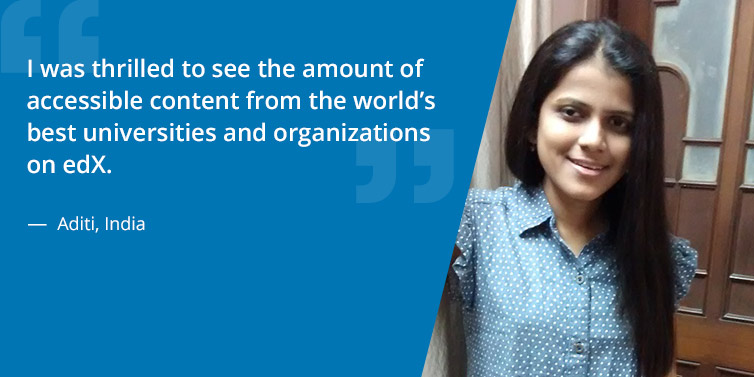 I was thrilled to see the amount of
accessible content from the world’s
best universities and organizations
on edX.
— Aditi, India